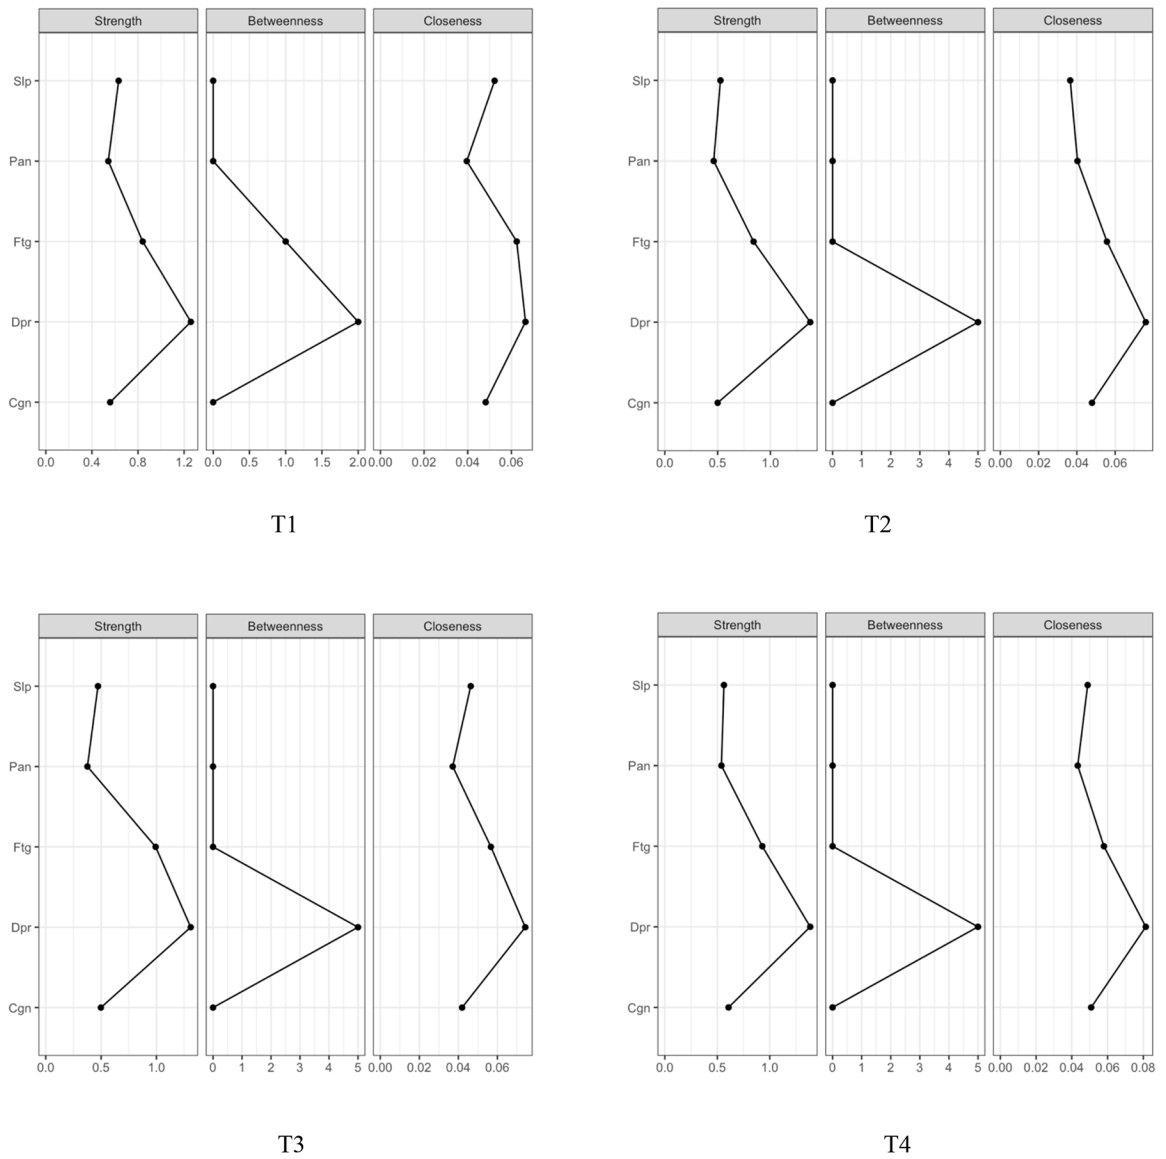 Strength Betweenness Closeness
Slp
Pan
Ftg
Dpr
Cgn
0.0 0.4 0.8 1.2 0.0 0.5 1.0 1.5 2.0 0.00 0.02 0.04 0.06
T1
Strength Betweenness Closeness
Slp
Pan
Ftg
Dpr
Cgn
0.0 0.5 1.0 0 1 2 3 4 5 0.00 0.02 0.04 0.06
T2
Strength Betweenness Closeness
Slp
Pan
Ftg
Dpr
Cgn
0.0 0.5 1.0 0 1 2 3 4 5 0.00 0.02 0.04 0.06
T3
Strength Betweenness Closeness
Slp
Pan
Ftg
Dpr
Cgn
0.0 0.5 1.0 0 1 2 3 4 5 0.00 0.02 0.04 0.06 0.08
T4